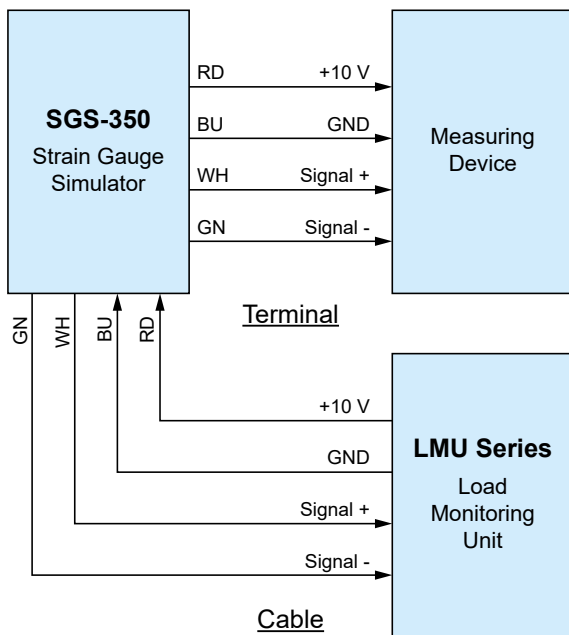 SGS-350
Strain Gauge
Simulator
RD +10 V
BU GND
WH Signal +
GN Signal -
Measuring
Device
Terminal
GN
WH
BU
RD
+10 V
GND
Signal +
Signal -
LMU Series
Load
Monitoring
Unit
Cable